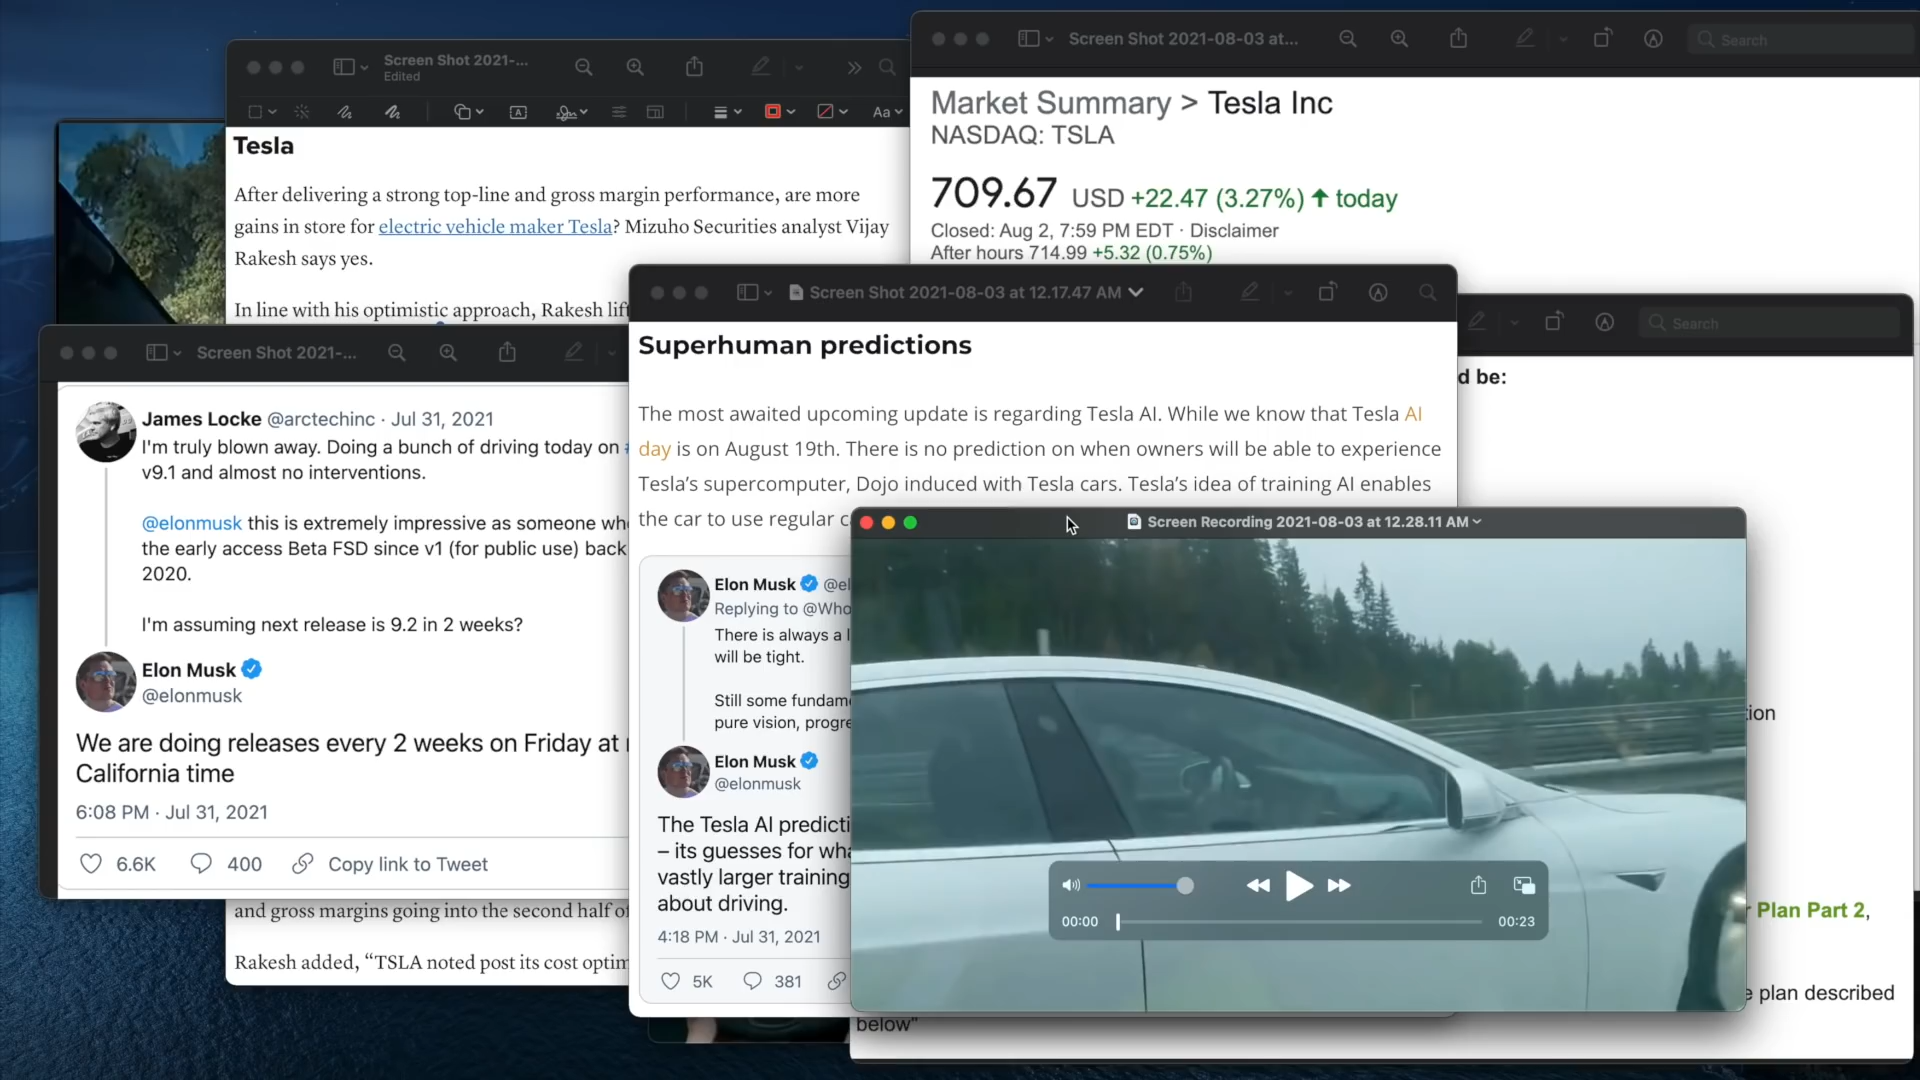 Screen Shot 2021-...
Edited
Aa
Tesla
After delivering a strong top-line and gross margin performance, are more
gains in store for electric vehicle maker Tesla? Mizuho Securities analyst Vijay
Rakesh says yes.
In line with his optimistic approach, Rakesh lift
and gross margins going into the second half of
Rakesh added, “TSLA noted post its cost optim
Screen Shot 2021-08-03 at...
Search
Market Summary > Tesla Inc
NASDAQ: TSLA
709.67 USD +22.47 (3.27%) ↑ today
Closed: Aug 2, 7:59 PM EDT · Disclaimer
After hours 714.99 +5.32 (0.75%)
Search
d be:
tion
Plan Part 2,
e plan described
below"
Screen Shot 2021-...
James Locke @arctechinc · Jul 31, 2021
I'm truly blown away. Doing a bunch of driving today on #
v9.1 and almost no interventions.
@elonmusk this is extremely impressive as someone wh
the early access Beta FSD since v1 (for public use) back
2020.
I'm assuming next release is 9.2 in 2 weeks?
Elon Musk
@elonmusk
We are doing releases every 2 weeks on Friday at
California time
6:08 PM · Jul 31, 2021
6.6K 400 Copy link to Tweet
Screen Shot 2021-08-03 at 12.17.47 AM
Superhuman predictions
The most awaited upcoming update is regarding Tesla AI. While we know that Tesla AI
day is on August 19th. There is no prediction on when owners will be able to experience
Tesla’s supercomputer, Dojo induced with Tesla cars. Tesla’s idea of training AI enables
the car to use regular c
Elon Musk @el
Replying to @Who
There is always a l
will be tight.
Still some fundam
pure vision, progre
Elon Musk
@elonmusk
The Tesla AI predicti
– its guesses for wha
vastly larger training
about driving.
4:18 PM · Jul 31, 2021
5K 381
Screen Recording 2021-08-03 at 12.28.11 AM
00:00 00:23